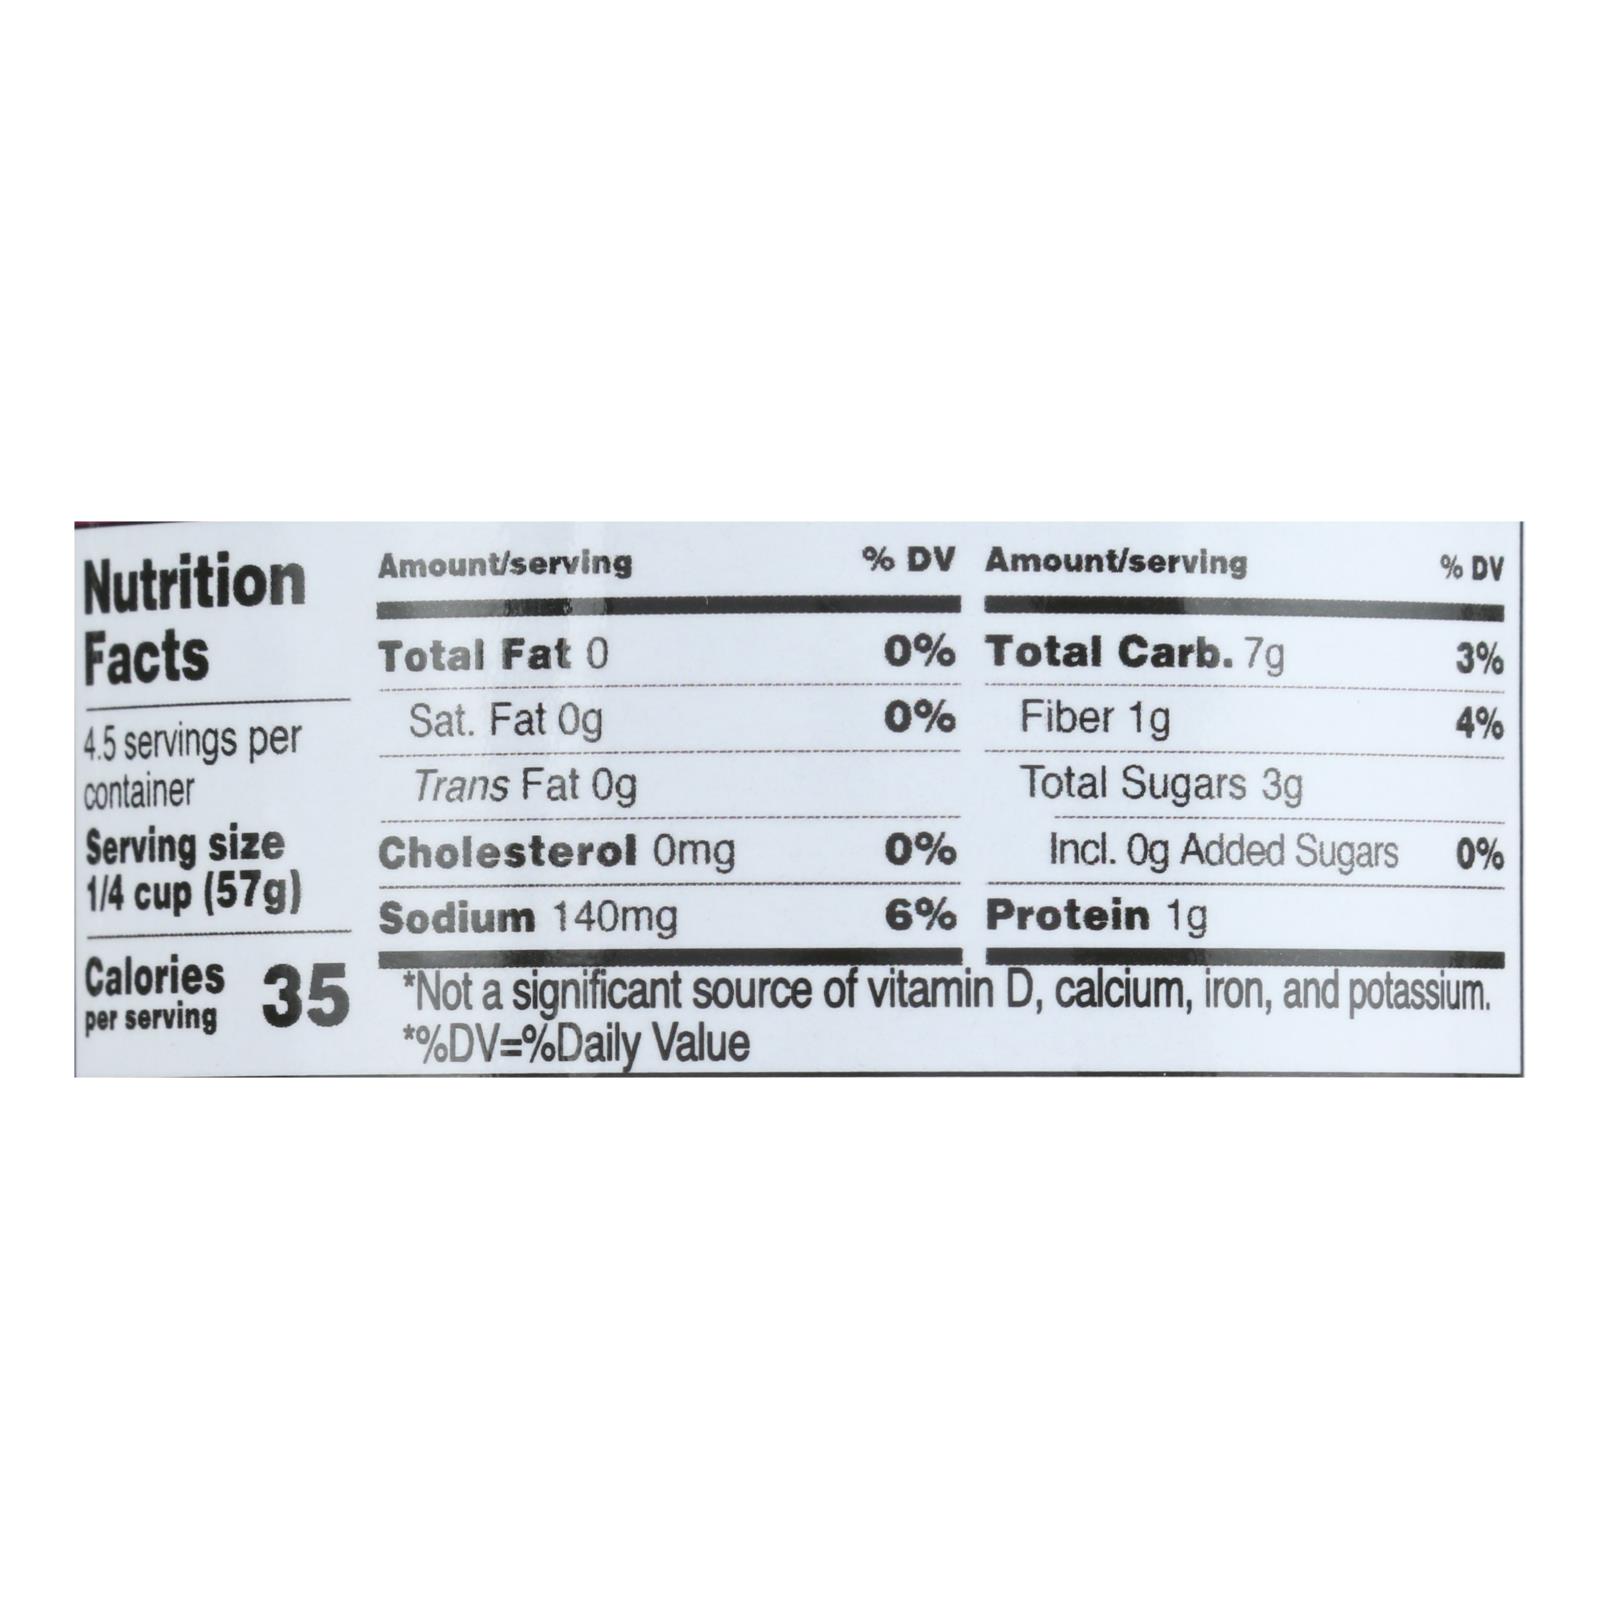 Nutrition
Facts
4.5 servings per
container
Serving size
1/4 cup (57g)
Calories 35
per serving
Amount/serving % DV
Total Fat 0 0%
Sat. Fat 0g 0%
Trans Fat 0g
Cholesterol 0mg 0%
Sodium 140mg 6%
Amount/serving % DV
Total Carb. 7g 3%
Fiber 1g 4%
Total Sugars 3g
Incl. 0g Added Sugars 0%
Protein 1g
*Not a significant source of vitamin D, calcium, iron, and potassium.
*%DV=%Daily Value